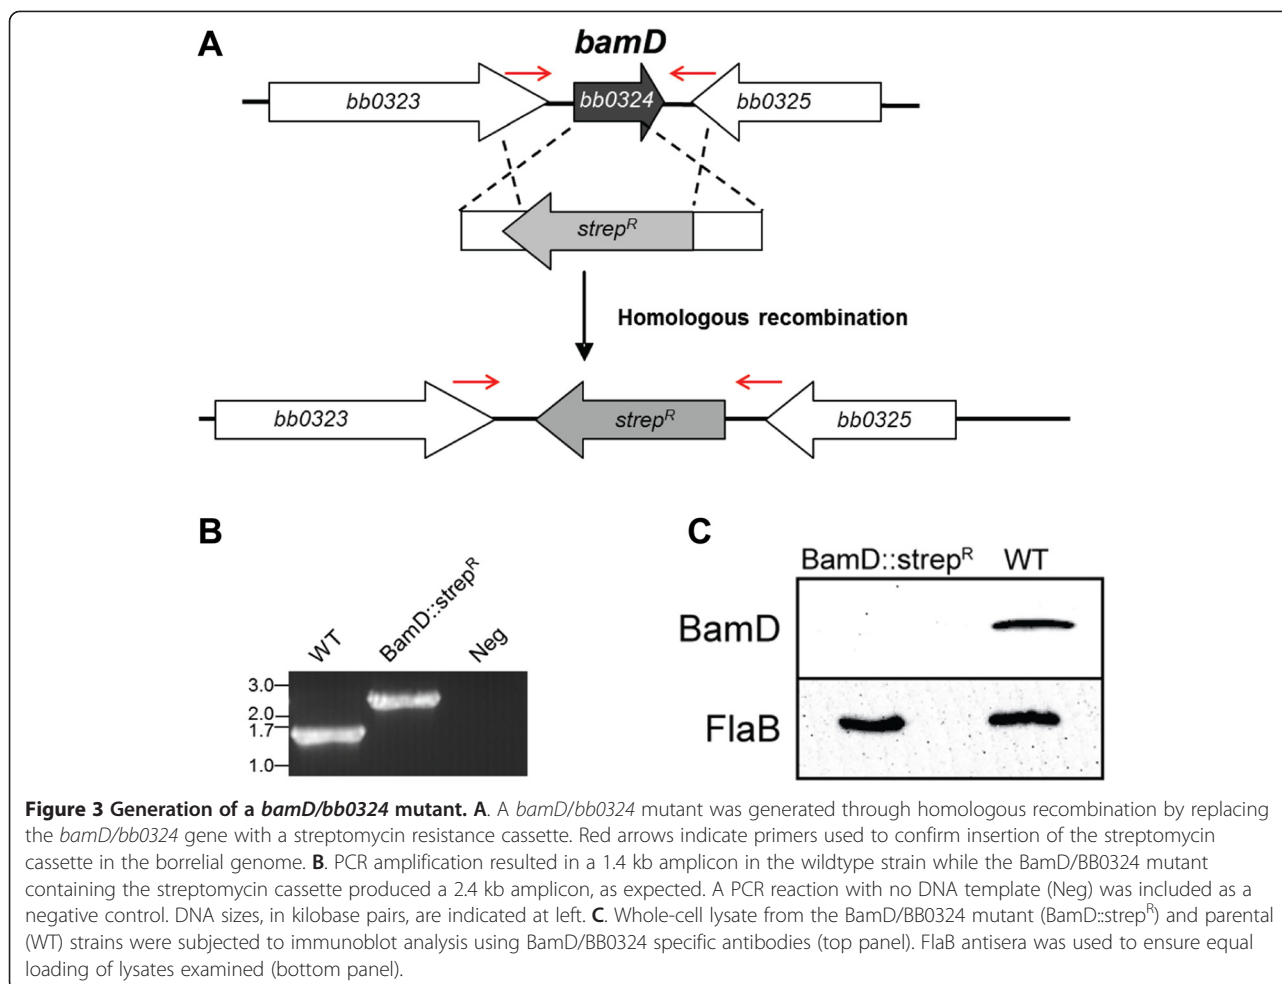 A
bamD
bb0323
bb0324
bb0325
strepR
Homologous recombination
bb0323
strepR
bb0325
B
WT
BamD::strepR
Neg
3.0
2.0
1.7
1.0
C
BamD::strepR WT
BamD
FlaB
Figure 3 Generation of a bamD/bb0324 mutant. A. A bamD/bb0324 mutant was generated through homologous recombination by replacing
the bamD/bb0324 gene with a streptomycin resistance cassette. Red arrows indicate primers used to confirm insertion of the streptomycin
cassette in the borrelial genome. B. PCR amplification resulted in a 1.4 kb amplicon in the wildtype strain while the BamD/BB0324 mutant
containing the streptomycin cassette produced a 2.4 kb amplicon, as expected. A PCR reaction with no DNA template (Neg) was included as a
negative control. DNA sizes, in kilobase pairs, are indicated at left. C. Whole-cell lysate from the BamD/BB0324 mutant (BamD::strepR) and parental
(WT) strains were subjected to immunoblot analysis using BamD/BB0324 specific antibodies (top panel). FlaB antisera was used to ensure equal
loading of lysates examined (bottom panel).